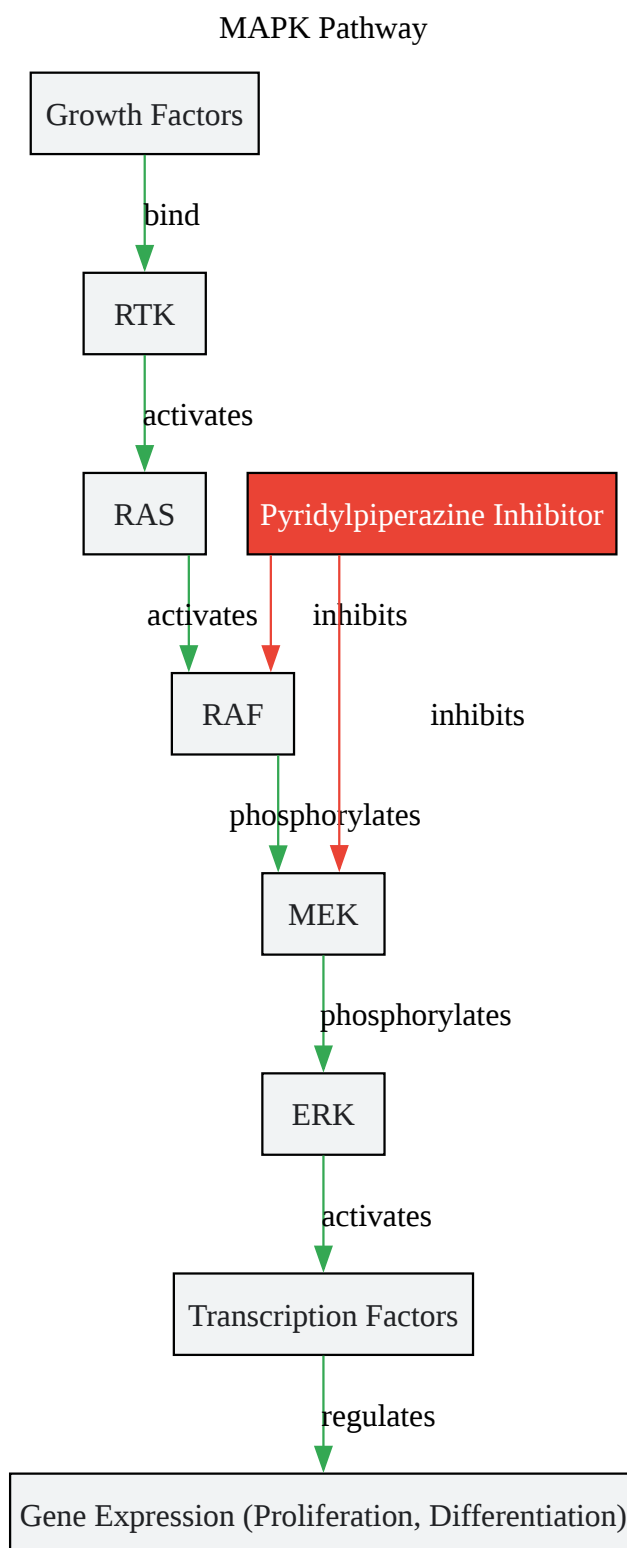 MAPK Pathway
Growth Factors
bind
RTK
activates
RAS
Pyridylpiperazine Inhibitor
activates
inhibits
RAF
inhibits
phosphorylates
MEK
phosphorylates
ERK
activates
Transcription Factors
regulates
Gene Expression (Proliferation, Differentiation)